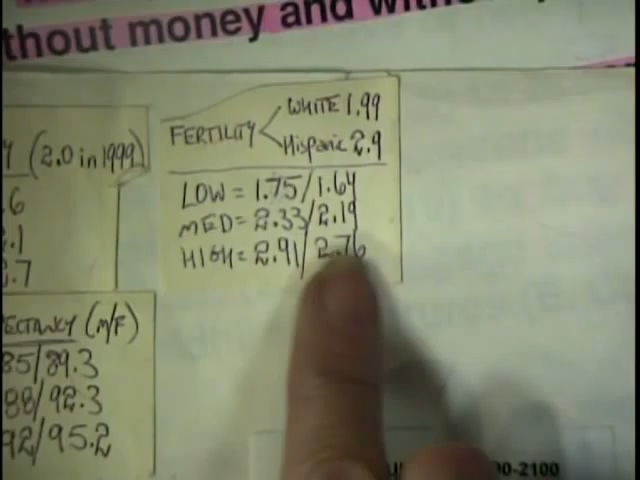 thout money and with
FERTILITY < WHITE 1.99
Hispanic 2.9
LOW = 1.75/1.64
MED = 2.33/2.19
HIGH = 2.91/2.76
Y (2.0 in 1999)
.6
.1
.7
ECTANCY (M/F)
85/89.3
88/92.3
92/95.2
0-2100